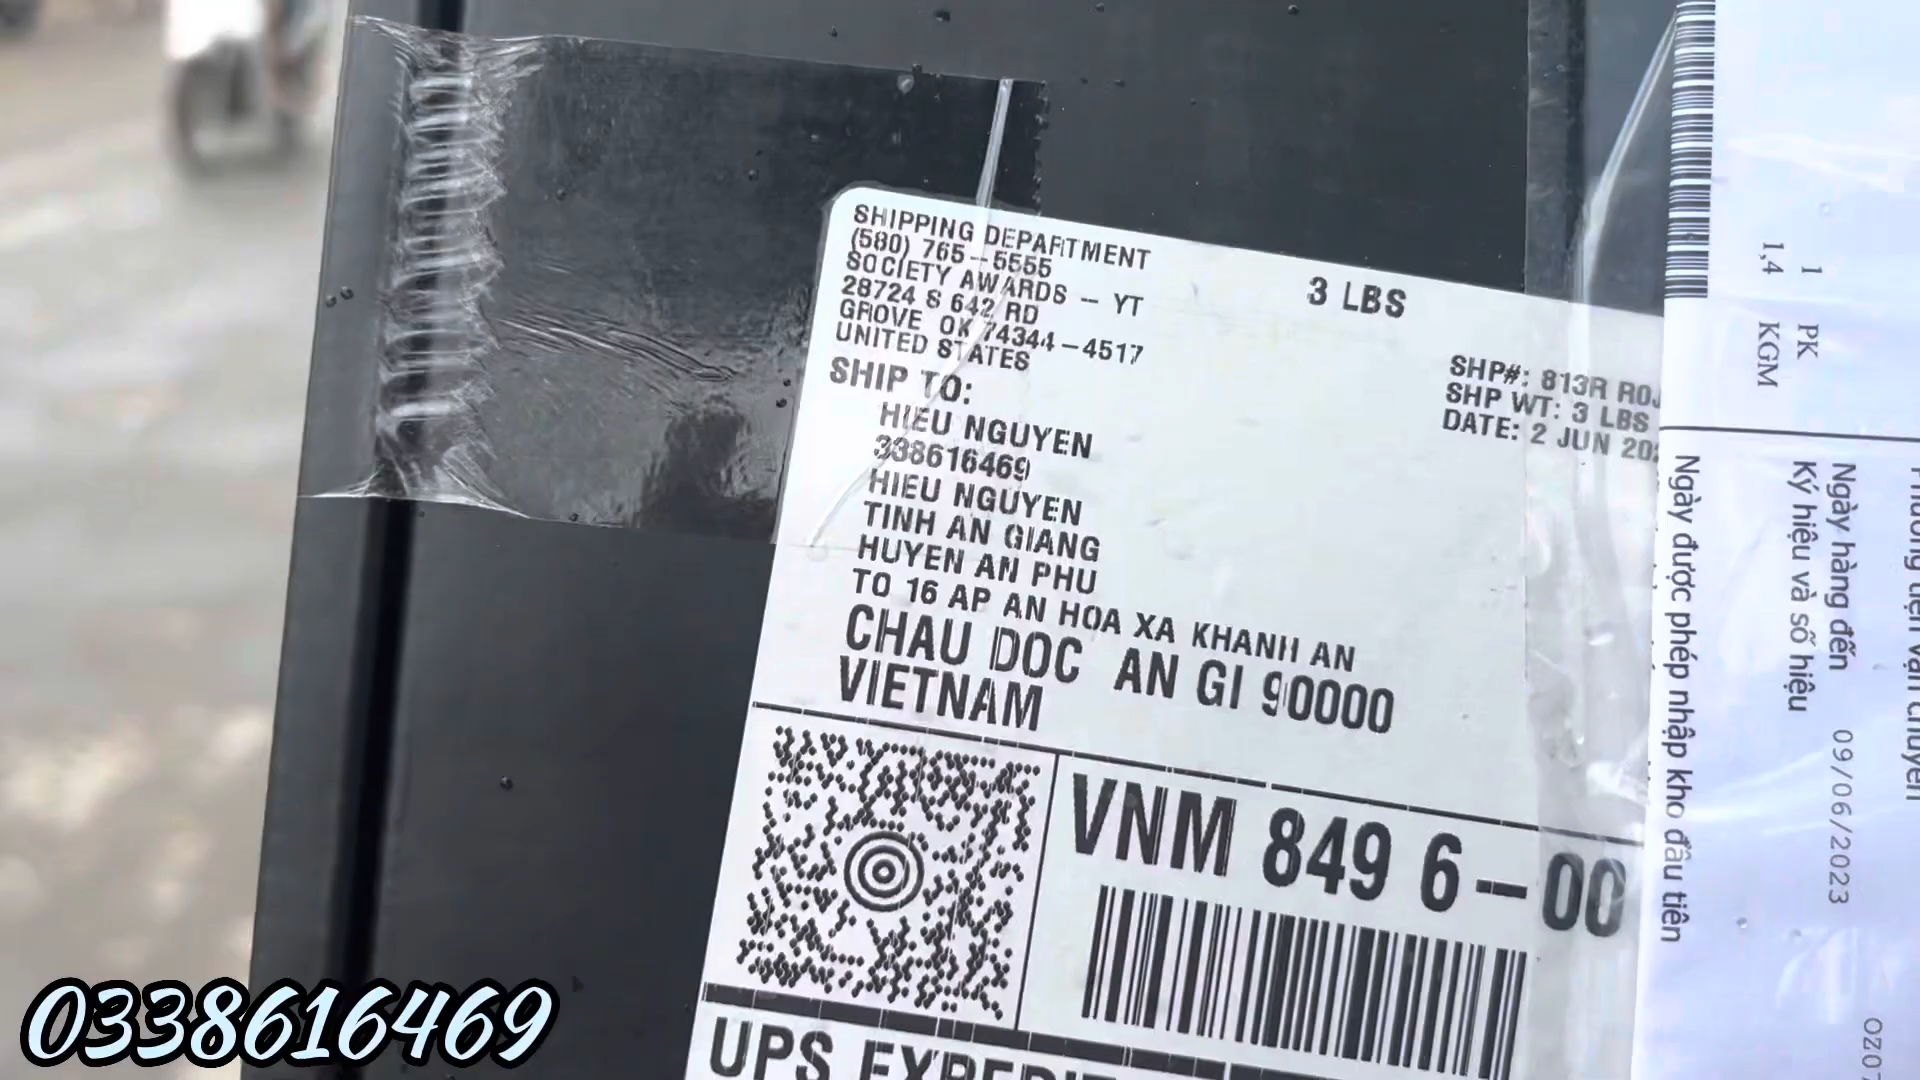 SHIPPING DEPARTMENT
(580) 765-5555
SOCIETY AWARDS - YT
28724 S 642 RD
GROVE OK 74344-4517
UNITED STATES
3 LBS
SHP#: 813R
SHP WT: 3 LBS
DATE: 2 JUN
SHIP TO:
HIEU NGUYEN
338616469
HIEU NGUYEN
TINH AN GIANG
HUYEN AN PHU
TO 16 AP AN HOA XA KHANH AN
CHAU DOC AN GI 90000
VIETNAM
VNM 849 6-00
UPS
1 PK
1,4 KGM
Ngày hàng đến 09/06/2023
Ký hiệu và số hiệu
Ngày được phép nhập kho đầu tiên
0338616469